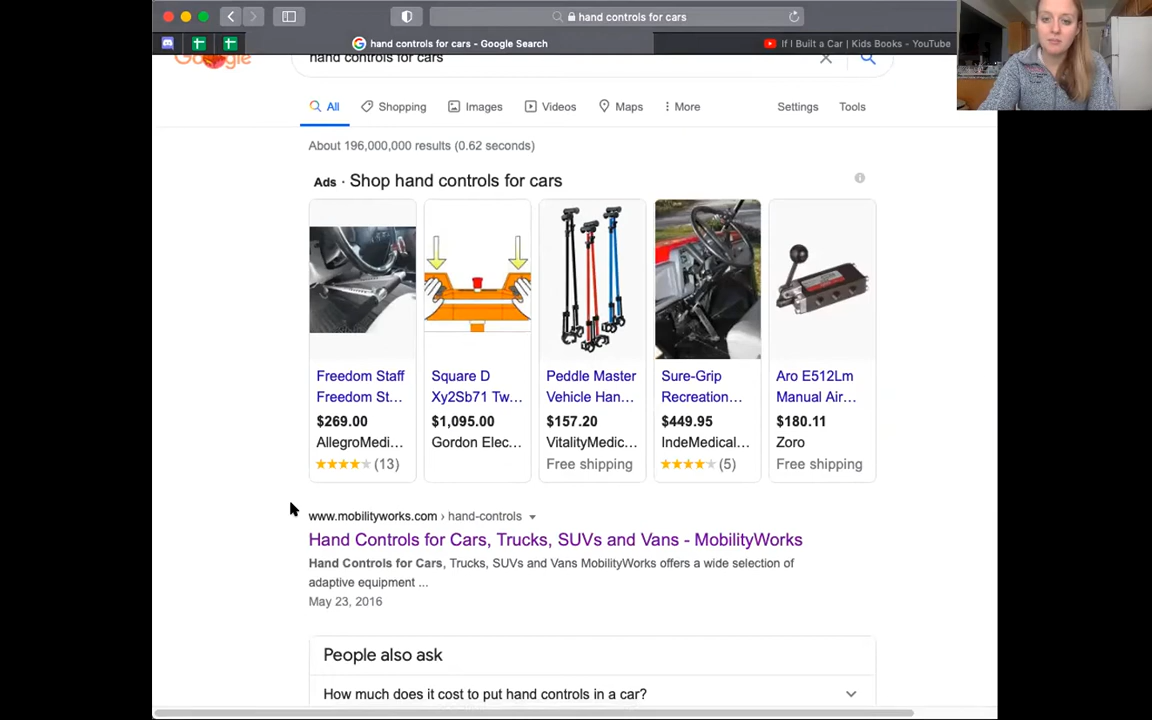 hand controls for cars
hand controls for cars - Google Search
If I Built a Car | Kids Books - YouTube
Google
hand controls for cars
All
Shopping
Images
Videos
Maps
More
Settings
Tools
About 196,000,000 results (0.62 seconds)
Ads · Shop hand controls for cars
Freedom Staff
Freedom St...
$269.00
AllegroMedi...
(13)
Square D
Xy2Sb71 Tw...
$1,095.00
Gordon Elec...
Peddle Master
Vehicle Han...
$157.20
VitalityMedic...
Free shipping
Sure-Grip
Recreation...
$449.95
IndeMedical...
(5)
Aro E512Lm
Manual Air...
$180.11
Zoro
Free shipping
www.mobilityworks.com › hand-controls
Hand Controls for Cars, Trucks, SUVs and Vans - MobilityWorks
Hand Controls for Cars, Trucks, SUVs and Vans MobilityWorks offers a wide selection of
adaptive equipment ...
May 23, 2016
People also ask
How much does it cost to put hand controls in a car?